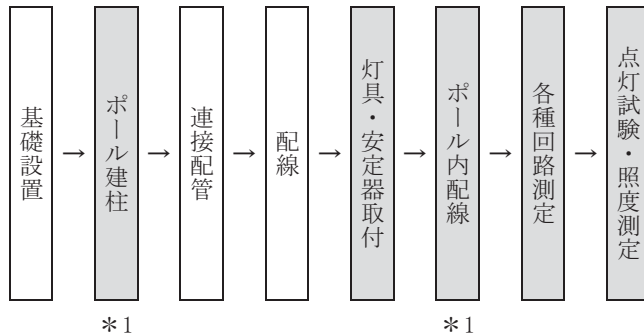 基礎設置
→
ポール建柱
→
連接配管
→
配線
→
灯具・安定器取付
→
ポール内配線
→
各種回路測定
→
点灯試験・照度測定
＊1
＊1